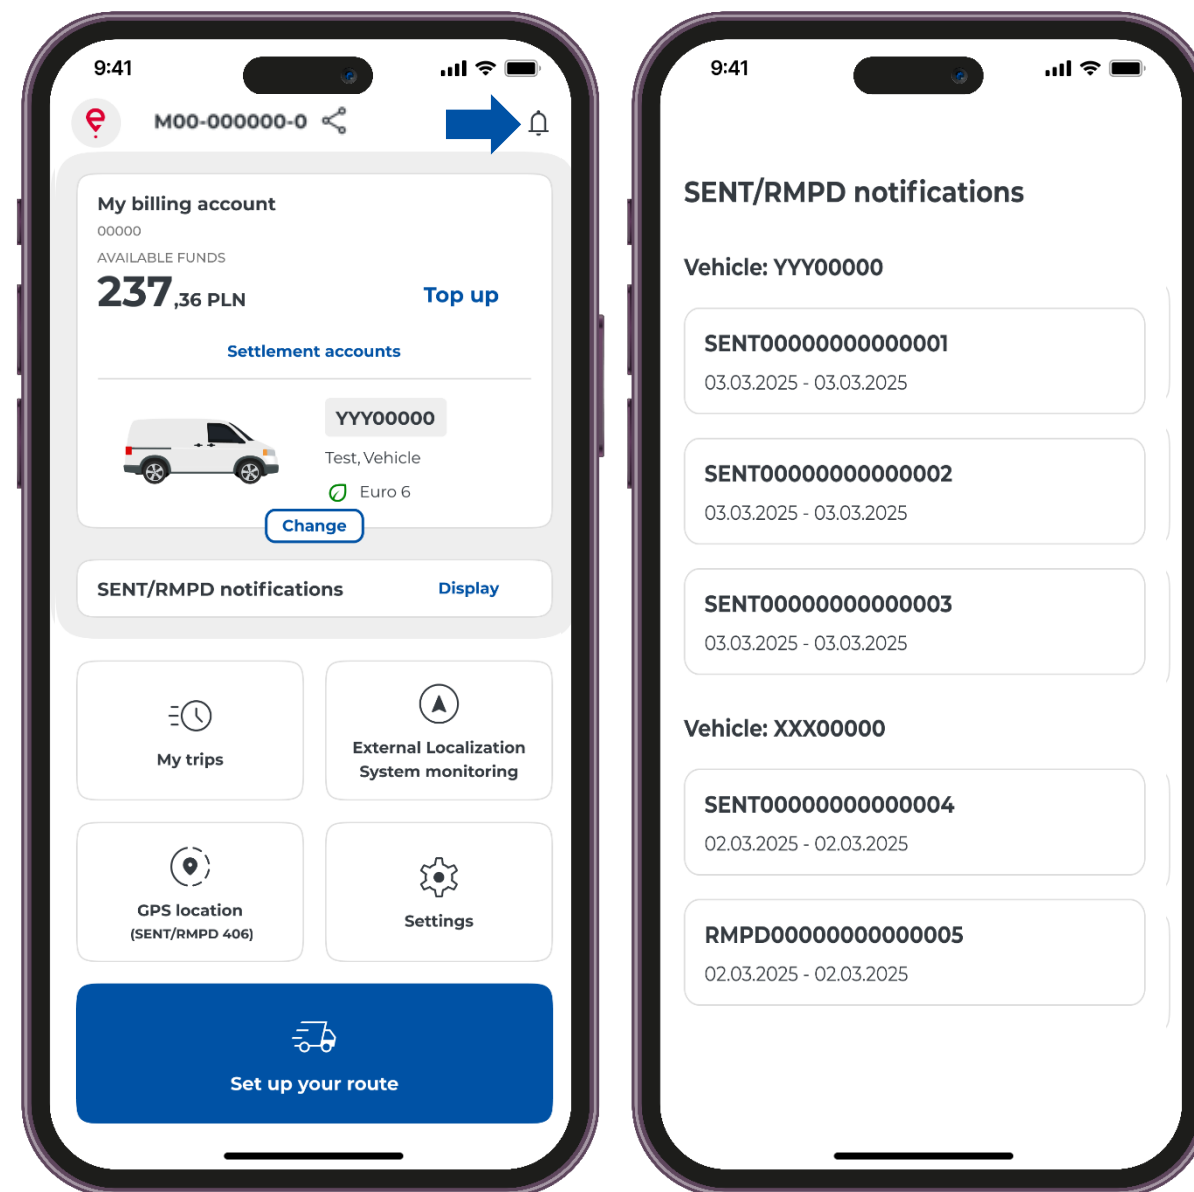 9:41
M00-000000-0
My billing account
00000
AVAILABLE FUNDS
237,36 PLN
Top up
Settlement accounts
YYY00000
Test, Vehicle
Euro 6
Change
SENT/RMPD notifications
Display
My trips
External Localization
System monitoring
GPS location
(SENT/RMPD 406)
Settings
Set up your route
9:41
SENT/RMPD notifications
Vehicle: YYY00000
SENT00000000000001
03.03.2025 - 03.03.2025
SENT00000000000002
03.03.2025 - 03.03.2025
SENT00000000000003
03.03.2025 - 03.03.2025
Vehicle: XXX00000
SENT00000000000004
02.03.2025 - 02.03.2025
RMPD00000000000005
02.03.2025 - 02.03.2025